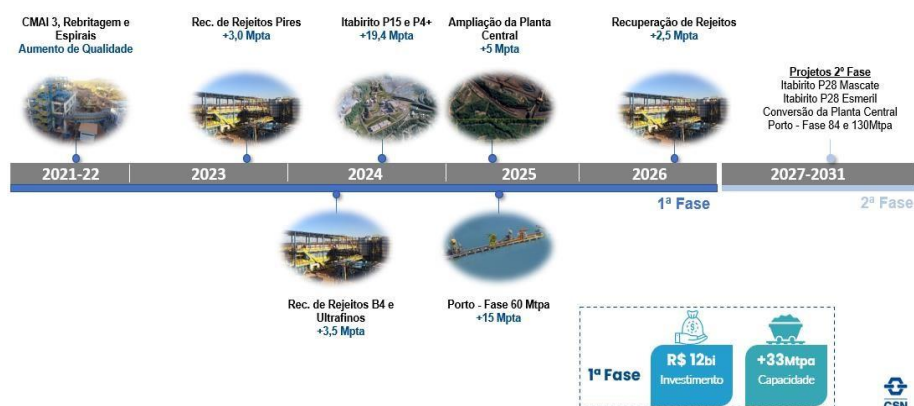 CMAI 3, Rebritagem e
Espirais
Aumento de Qualidade
Rec. de Rejeitos Pires
+3,0 Mpta
Itabirito P15 e P4+
+19,4 Mpta
Ampliação da Planta
Central
+5 Mpta
Recuperação de Rejeitos
+2,5 Mpta
Projetos 2º Fase
Itabirito P28 Mascate
Itabirito P28 Esmeril
Conversão da Planta Central
Porto - Fase 84 e 130Mtpa
2021-22
2023
2024
2025
2026
2027-2031
1ª Fase
2ª Fase
Rec. de Rejeitos B4 e
Ultrafinos
+3,5 Mpta
Porto - Fase 60 Mtpa
+15 Mpta
1ª Fase
R$ 12bi
Investimento
+33Mtpa
Capacidade
CSN